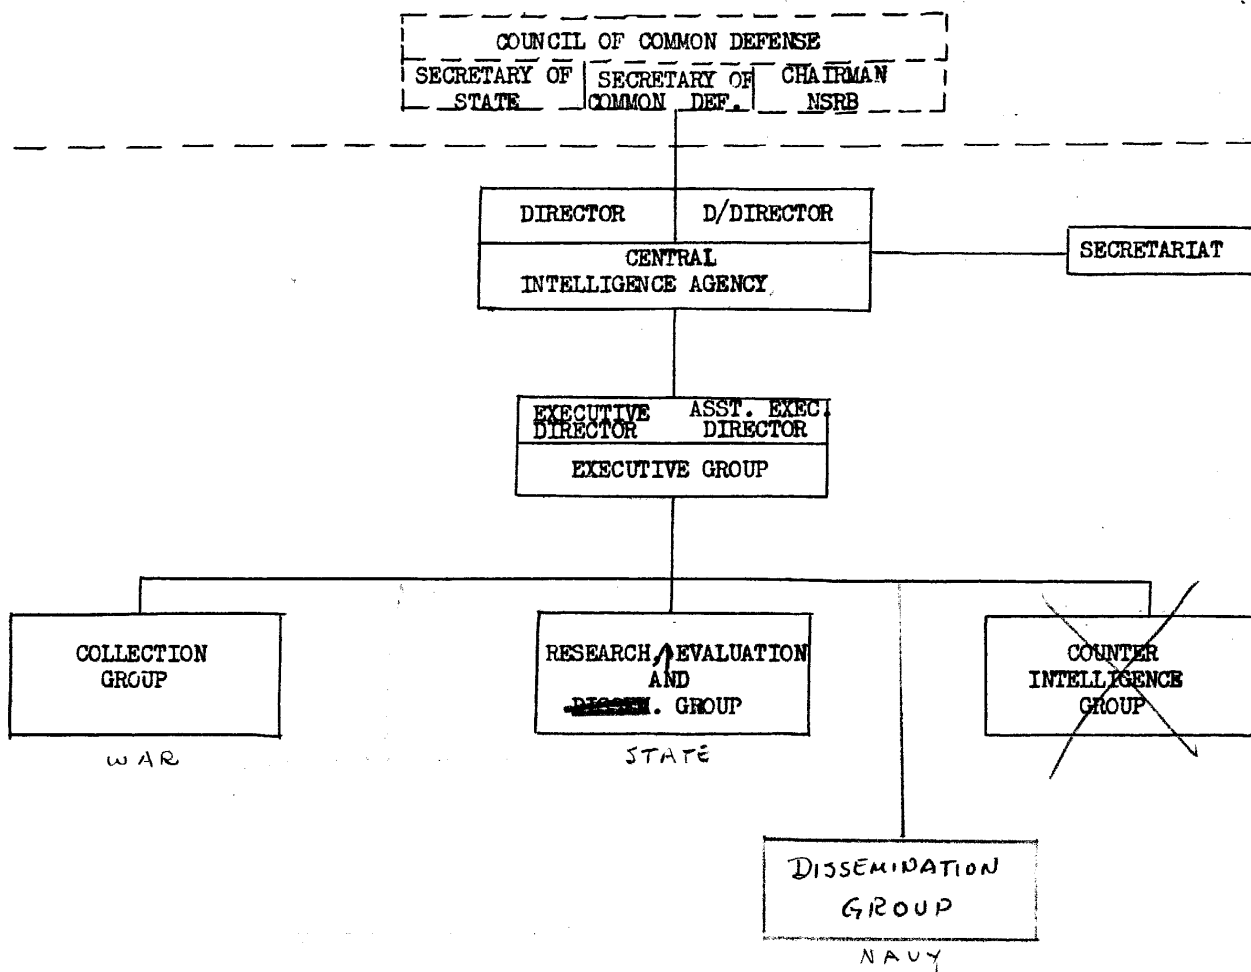 COUNCIL OF COMMON DEFENSE
SECRETARY OF STATE
SECRETARY OF COMMON DEF.
CHAIRMAN NSRB
DIRECTOR D/DIRECTOR
CENTRAL
INTELLIGENCE AGENCY
SECRETARIAT
EXECUTIVE DIRECTOR
ASST. EXEC. DIRECTOR
EXECUTIVE GROUP
COLLECTION
GROUP
WAR
RESEARCH, EVALUATION
AND
GROUP
STATE
COUNTER
INTELLIGENCE
GROUP
DISSEMINATION
GROUP
NAVY